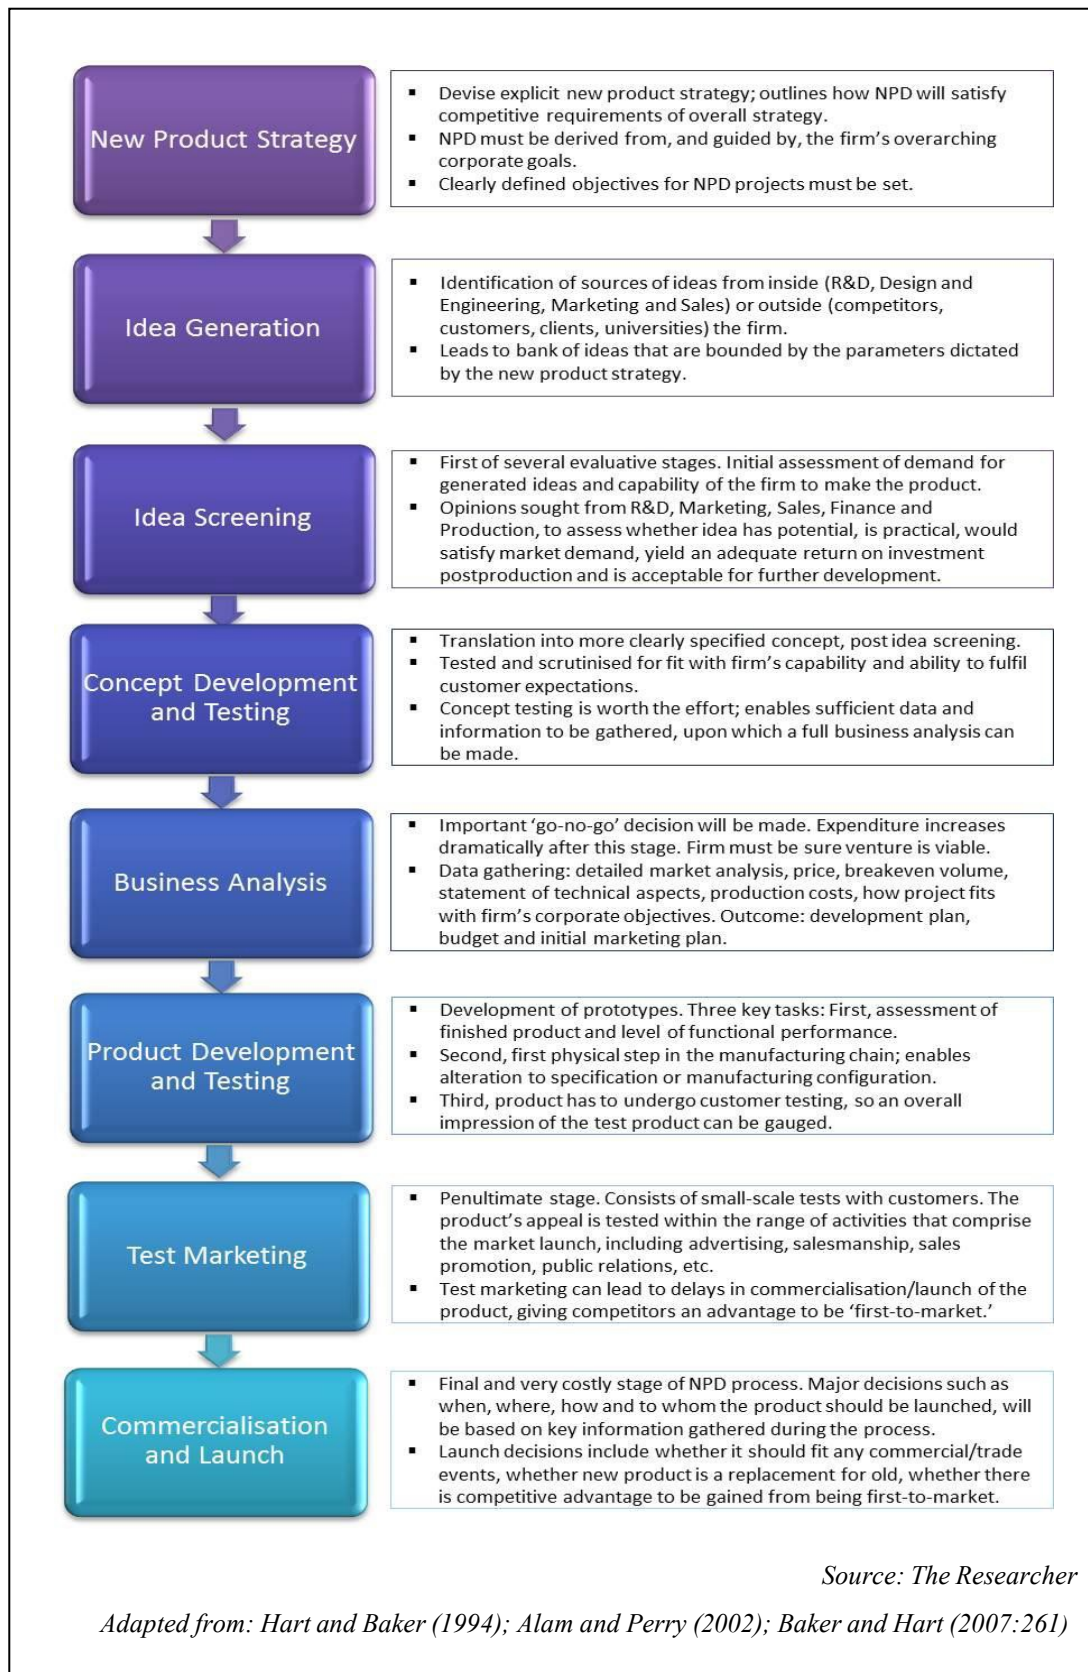 New Product Strategy
▪ Devise explicit new product strategy; outlines how NPD will satisfy
competitive requirements of overall strategy.
▪ NPD must be derived from, and guided by, the firm's overarching
corporate goals.
▪ Clearly defined objectives for NPD projects must be set.
Idea Generation
▪ Identification of sources of ideas from inside (R&D, Design and
Engineering, Marketing and Sales) or outside (competitors,
customers, clients, universities) the firm.
▪ Leads to bank of ideas that are bounded by the parameters dictated
by the new product strategy.
Idea Screening
▪ First of several evaluative stages. Initial assessment of demand for
generated ideas and capability of the firm to make the product.
▪ Opinions sought from R&D, Marketing, Sales, Finance and
Production, to assess whether idea has potential, is practical, would
satisfy market demand, yield an adequate return on investment
postproduction and is acceptable for further development.
Concept Development
and Testing
▪ Translation into more clearly specified concept, post idea screening.
▪ Tested and scrutinised for fit with firm's capability and ability to fulfil
customer expectations.
▪ Concept testing is worth the effort; enables sufficient data and
information to be gathered, upon which a full business analysis can
be made.
Business Analysis
▪ Important 'go-no-go' decision will be made. Expenditure increases
dramatically after this stage. Firm must be sure venture is viable.
▪ Data gathering: detailed market analysis, price, breakeven volume,
statement of technical aspects, production costs, how project fits
with firm's corporate objectives. Outcome: development plan,
budget and initial marketing plan.
Product Development
and Testing
▪ Development of prototypes. Three key tasks: First, assessment of
finished product and level of functional performance.
▪ Second, first physical step in the manufacturing chain; enables
alteration to specification or manufacturing configuration.
▪ Third, product has to undergo customer testing, so an overall
impression of the test product can be gauged.
Test Marketing
▪ Penultimate stage. Consists of small-scale tests with customers. The
product's appeal is tested within the range of activities that comprise
the market launch, including advertising, salesmanship, sales
promotion, public relations, etc.
▪ Test marketing can lead to delays in commercialisation/launch of the
product, giving competitors an advantage to be 'first-to-market.'
Commercialisation
and Launch
▪ Final and very costly stage of NPD process. Major decisions such as
when, where, how and to whom the product should be launched, will
be based on key information gathered during the process.
▪ Launch decisions include whether it should fit any commercial/trade
events, whether new product is a replacement for old, whether there
is competitive advantage to be gained from being first-to-market.
Source: The Researcher
Adapted from: Hart and Baker (1994); Alam and Perry (2002); Baker and Hart (2007:261)